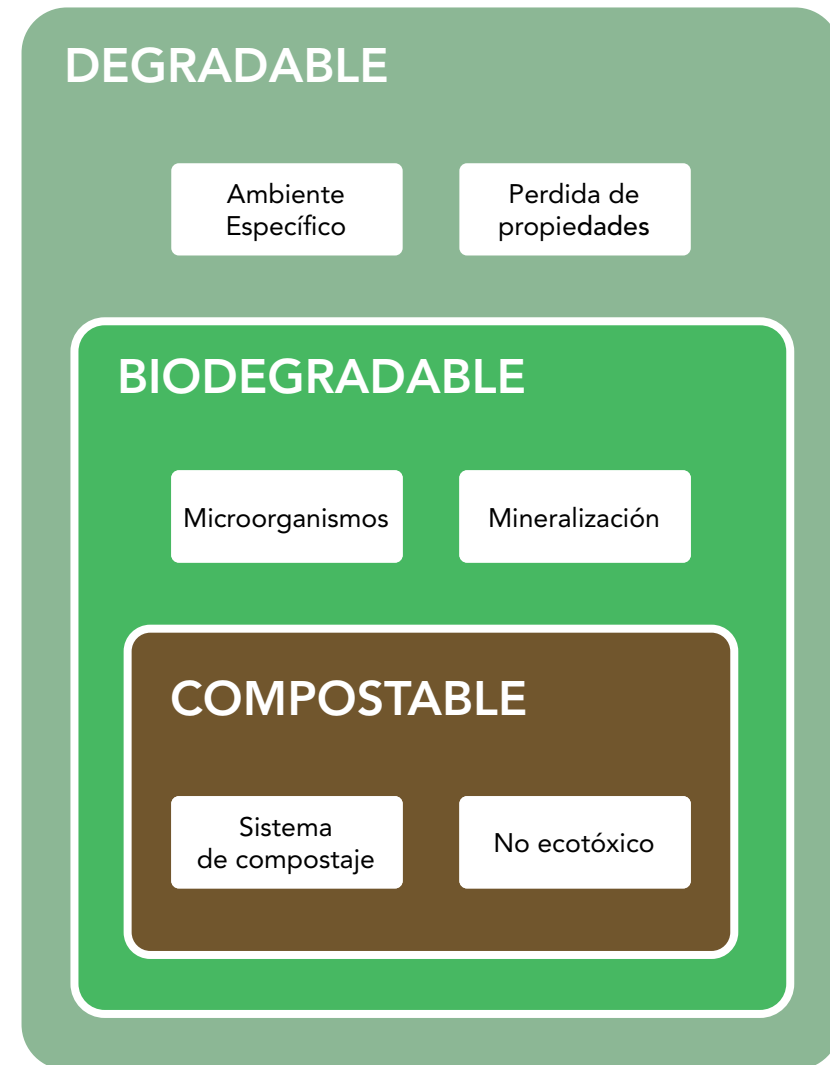 DEGRADABLE
Ambiente
Específico
Perdida de
propiedades
BIODEGRADABLE
Microorganismos
Mineralización
COMPOSTABLE
Sistema
de compostaje
No ecotóxico